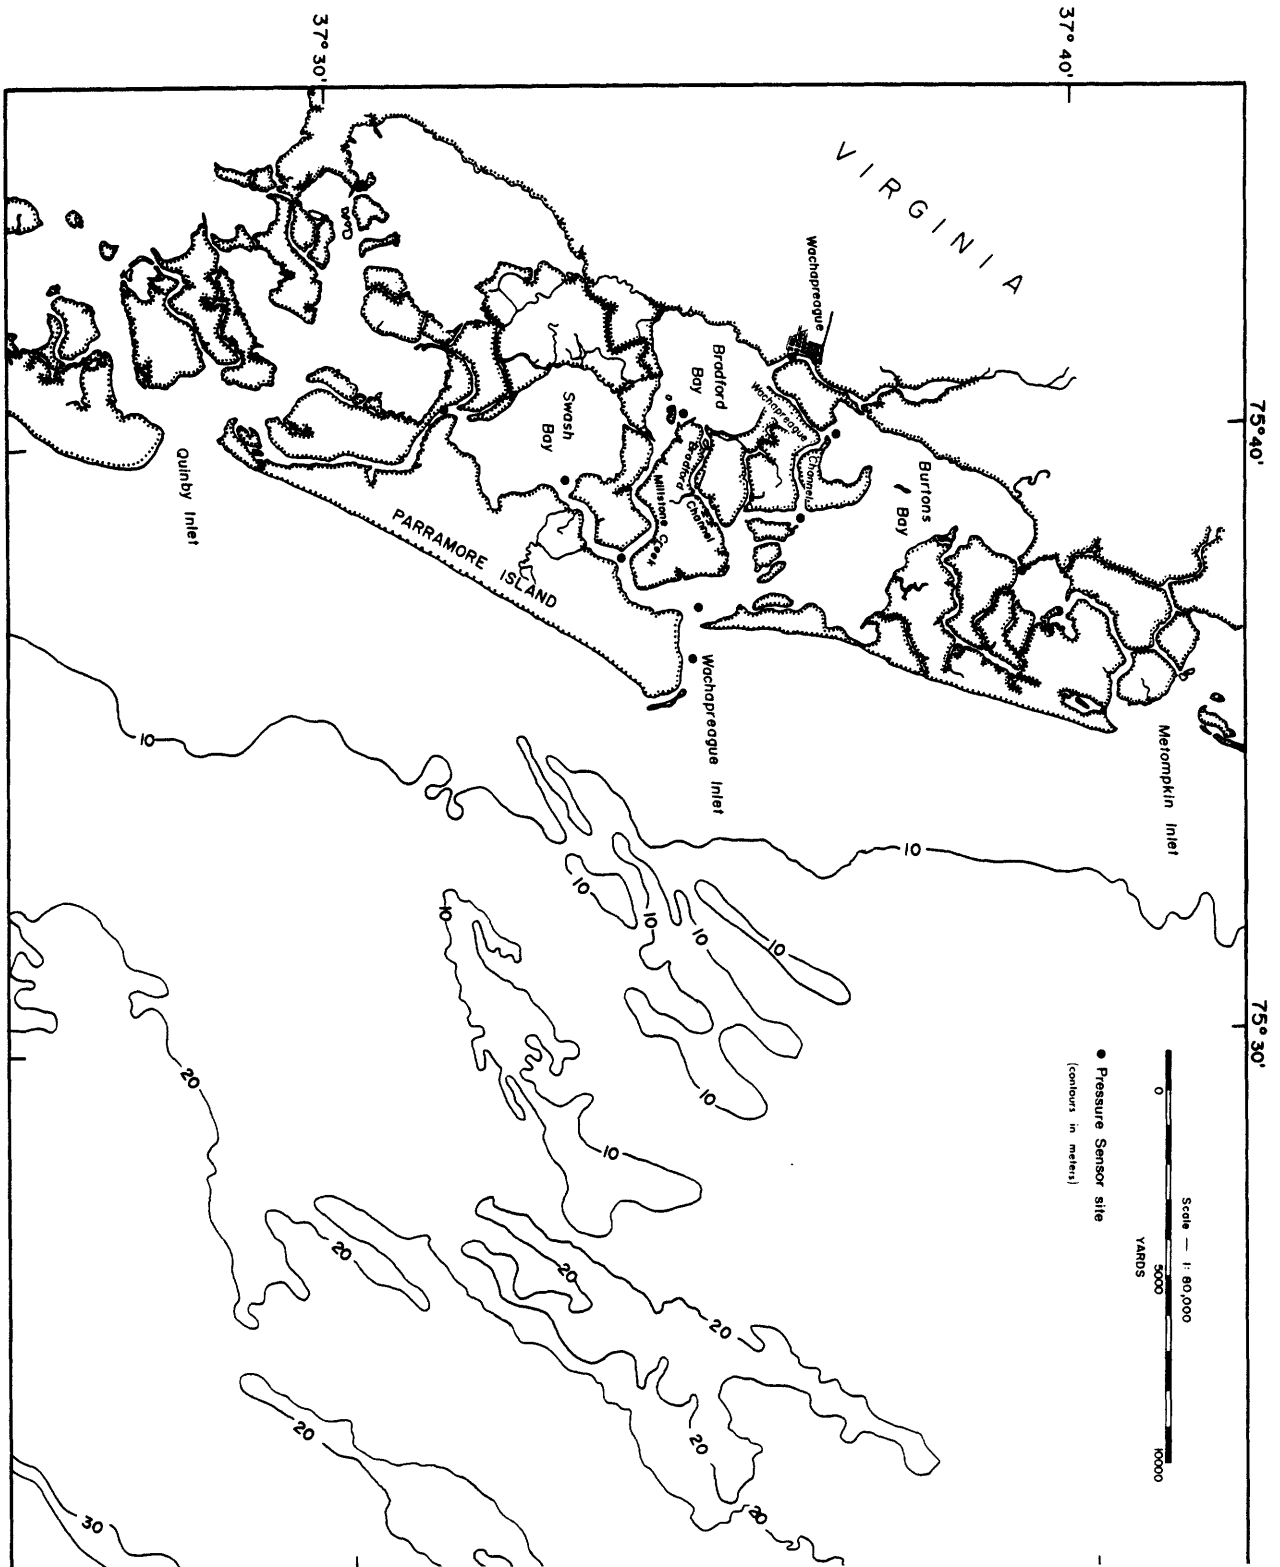 37° 30'
37° 40'
75° 40'
75° 30'
VIRGINIA
Wachapreague
Bradford
Bay
Wachapreague
Channel
Burtons
Bay
Swash
Bay
Bradford
Channel
Millstone Creek
Quinby Inlet
PARRAMORE ISLAND
Wachapreague Inlet
Metompkin Inlet
Scale — 1: 80,000
0
5000
10000
YARDS
● Pressure Sensor site
(contours in meters)
10
10
10
10
10
10
10
10
10
20
20
20
20
20
20
20
30